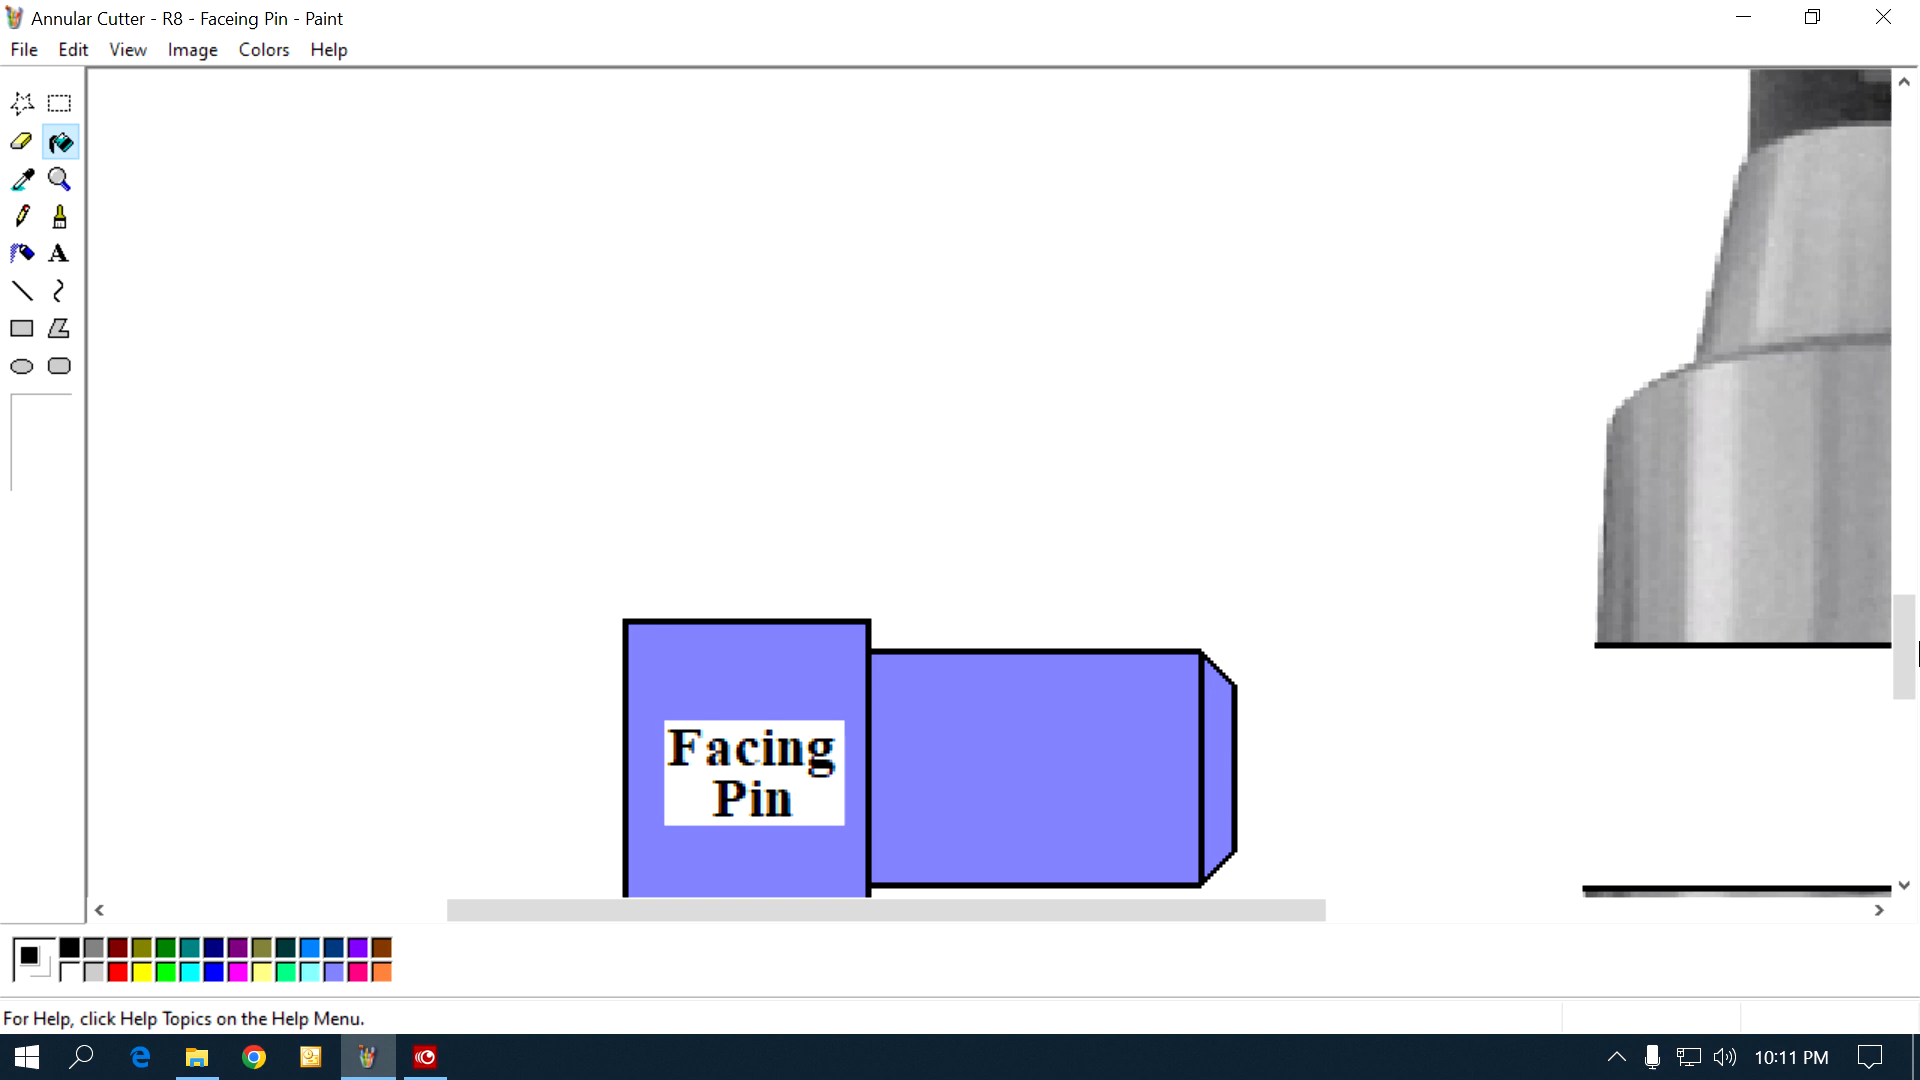 Annular Cutter - R8 - Faceing Pin - Paint
File Edit View Image Colors Help
A
Facing
Pin
For Help, click Help Topics on the Help Menu.
10:11 PM